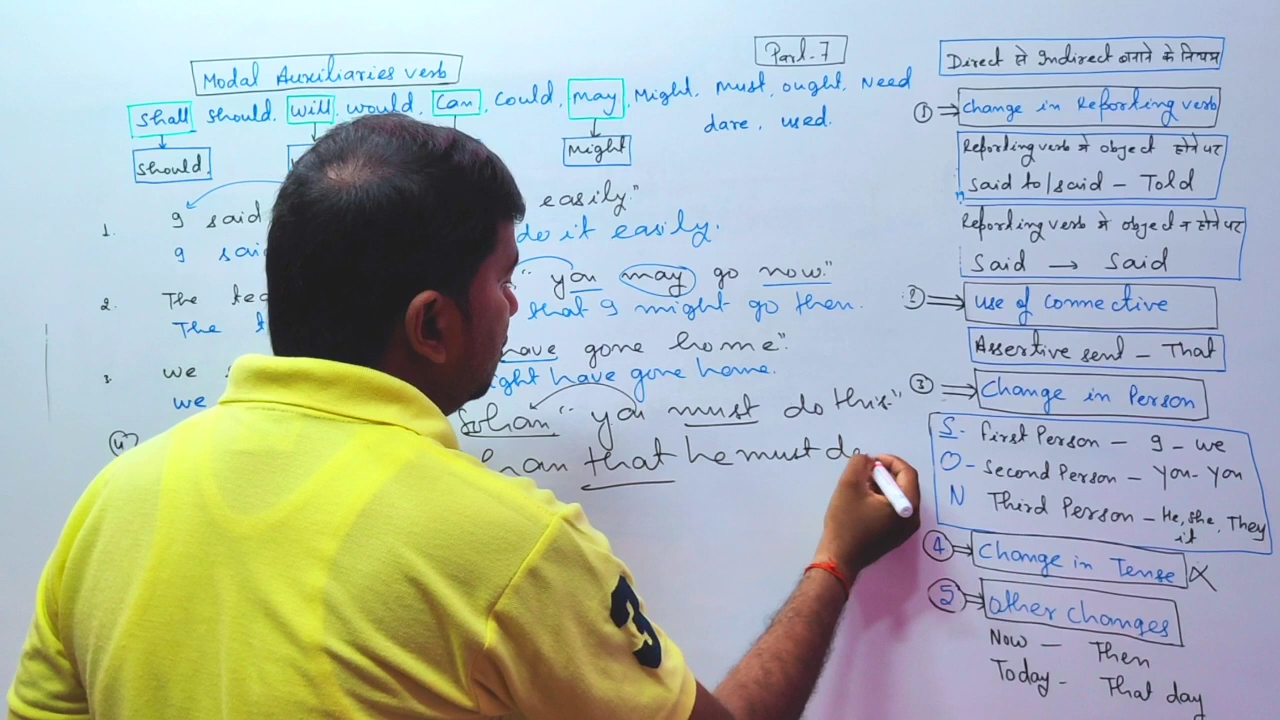 Part-7
Modal Auxiliaries verb
Shall Should, will, would, Can, Could, may, Might, must, ought, Need
dare, used.
Should
Might
1. I said easily."
I said do it easily.
2. The "you may go now."
The that I might go then.
3. we s have gone home".
we might have gone home.
(4) Sohan "you must do this."
that he must do
3
Direct से Indirect बनाने के नियम
① ⇒ Change in Reporting verb
Reporting verb मे object होने पर
Said to/said - Told
Reporting verb मे object न होने पर
Said → Said
② ⇒ use of Connective
Assertive sent - That
③ ⇒ Change in Person
S - First Person - I - we
O - Second Person - You - You
N Third Person - He, she, They
it
④ ⇒ Change in Tense X
⑤ ⇒ Other Changes
Now - Then
Today - That day